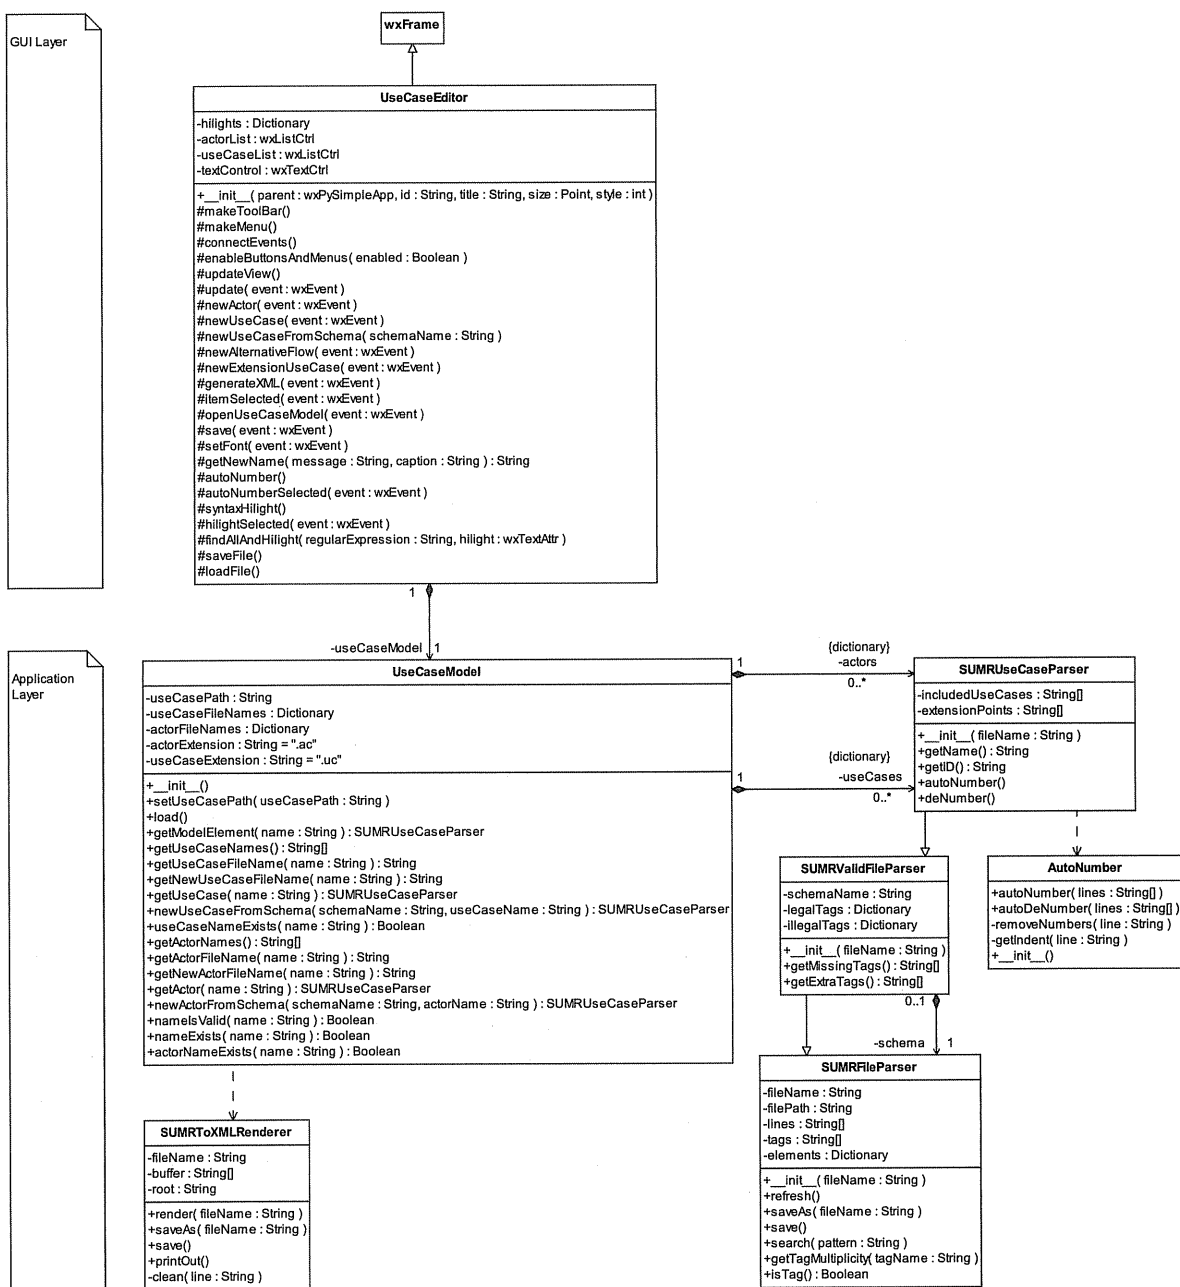 GUI Layer
wxFrame
UseCaseEditor
-hilights : Dictionary
-actorList : wxListCtrl
-useCaseList : wxListCtrl
-textControl : wxTextCtrl
+__init__( parent : wxPySimpleApp, id : String, title : String, size : Point, style : int )
#makeToolBar()
#makeMenu()
#connectEvents()
#enableButtonsAndMenus( enabled : Boolean )
#updateView()
#update( event : wxEvent )
#newActor( event : wxEvent )
#newUseCase( event : wxEvent )
#newUseCaseFromSchema( schemaName : String )
#newAlternativeFlow( event : wxEvent )
#newExtensionUseCase( event : wxEvent )
#generateXML( event : wxEvent )
#itemSelected( event : wxEvent )
#openUseCaseModel( event : wxEvent )
#save( event : wxEvent )
#setFont( event : wxEvent )
#getNewName( message : String, caption : String ) : String
#autoNumber()
#autoNumberSelected( event : wxEvent )
#syntaxHilight()
#hilightSelected( event : wxEvent )
#findAllAndHilight( regularExpression : String, hilight : wxTextAttr )
#saveFile()
#loadFile()
1
-useCaseModel 1
Application
Layer
UseCaseModel
-useCasePath : String
-useCaseFileNames : Dictionary
-actorFileNames : Dictionary
-actorExtension : String = ".ac"
-useCaseExtension : String = ".uc"
+__init__()
+setUseCasePath( useCasePath : String )
+load()
+getModelElement( name : String ) : SUMRUseCaseParser
+getUseCaseNames() : String[]
+getUseCaseFileName( name : String ) : String
+getNewUseCaseFileName( name : String ) : String
+getUseCase( name : String ) : SUMRUseCaseParser
+newUseCaseFromSchema( schemaName : String, useCaseName : String ) : SUMRUseCaseParser
+useCaseNameExists( name : String ) : Boolean
+getActorNames() : String[]
+getActorFileName( name : String ) : String
+getNewActorFileName( name : String ) : String
+getActor( name : String ) : SUMRUseCaseParser
+newActorFromSchema( schemaName : String, actorName : String ) : SUMRUseCaseParser
+nameIsValid( name : String ) : Boolean
+nameExists( name : String ) : Boolean
+actorNameExists( name : String ) : Boolean
{dictionary}
1 -actors
0..*
{dictionary}
1 -useCases
0..*
SUMRUseCaseParser
-includedUseCases : String[]
-extensionPoints : String[]
+__init__( fileName : String )
+getName() : String
+getID() : String
+autoNumber()
+deNumber()
SUMRValidFileParser
-schemaName : String
-legalTags : Dictionary
-illegalTags : Dictionary
+__init__( fileName : String )
+getMissingTags() : String[]
+getExtraTags() : String[]
AutoNumber
+autoNumber( lines : String[] )
+autoDeNumber( lines : String[] )
-removeNumbers( line : String )
-getIndent( line : String )
+__init__()
0..1
-schema 1
SUMRFileParser
-fileName : String
-filePath : String
-lines : String[]
-tags : String[]
-elements : Dictionary
+__init__( fileName : String )
+refresh()
+saveAs( fileName : String )
+save()
+search( pattern : String )
+getTagMultiplicity( tagName : String )
+isTag() : Boolean
SUMRToXMLRenderer
-fileName : String
-buffer : String[]
-root : String
+render( fileName : String )
+saveAs( fileName : String )
+save()
+printOut()
-clean( line : String )